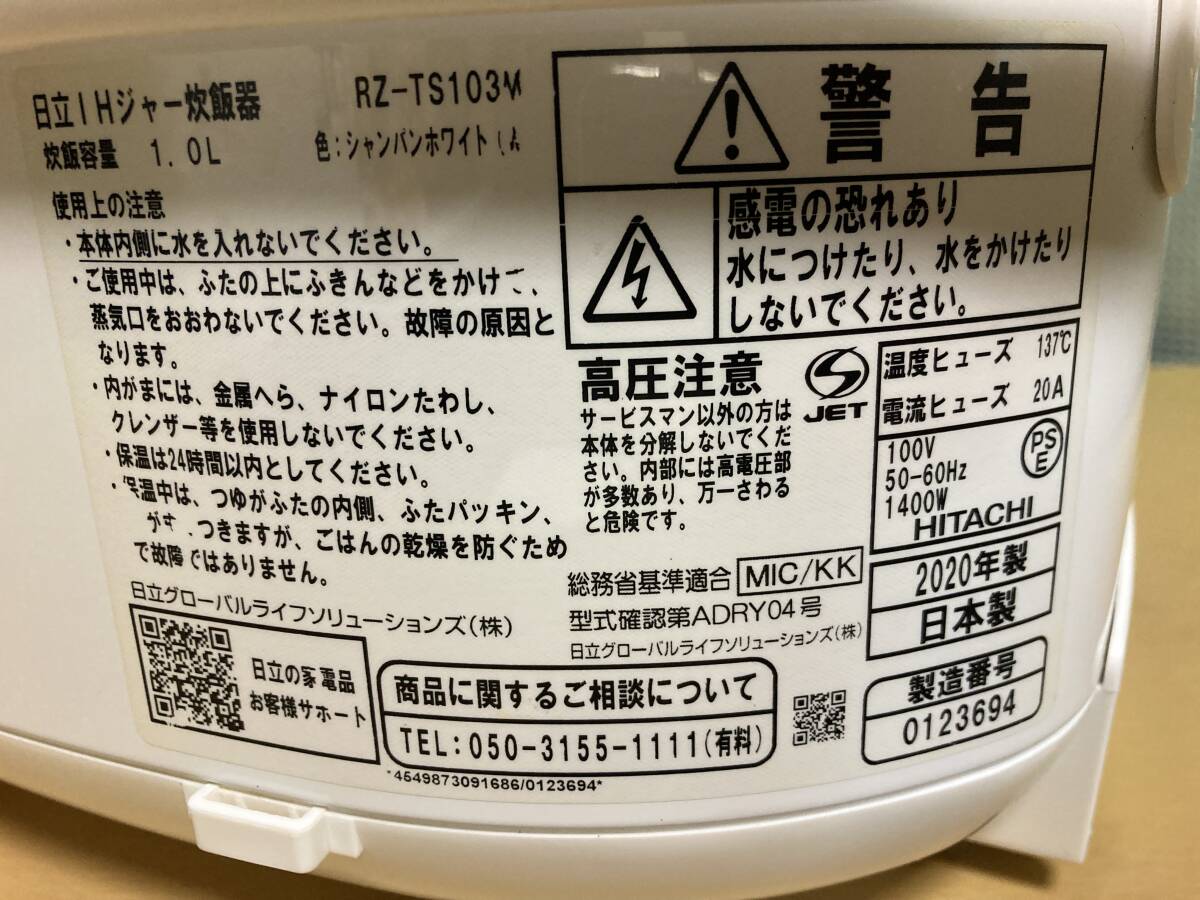 日立IHジャー炊飯器 RZ-TS103M
炊飯容量 1.0L 色:シャンパンホワイト(
使用上の注意
・本体内側に水を入れないでください。
・ご使用中は、ふたの上にふきんなどをかけて、
蒸気口をおおわないでください。故障の原因と
なります。
・内がまには、金属へら、ナイロンたわし、
クレンザー等を使用しないでください。
・保温は24時間以内としてください。
・保温中は、つゆがふたの内側、ふたパッキン、
つきますが、ごはんの乾燥を防ぐため
で故障ではありません。
日立グローバルライフソリューションズ(株)
日立の家電品
お客様サポート
警告
感電の恐れあり
水につけたり、水をかけたり
しないでください。
高圧注意
サービスマン以外の方は
本体を分解しないでくだ
さい。内部には高電圧部
が多数あり、万一さわる
と危険です。
JET
温度ヒューズ 137℃
電流ヒューズ 20A
100V
50-60Hz
1400W
PS
E
HITACHI
2020年製
日本製
総務省基準適合 MIC/KK
型式確認第ADRY04号
日立グローバルライフソリューションズ(株)
商品に関するご相談について
TEL:050-3155-1111(有料)
製造番号
0123694
*4549873091686/0123694*